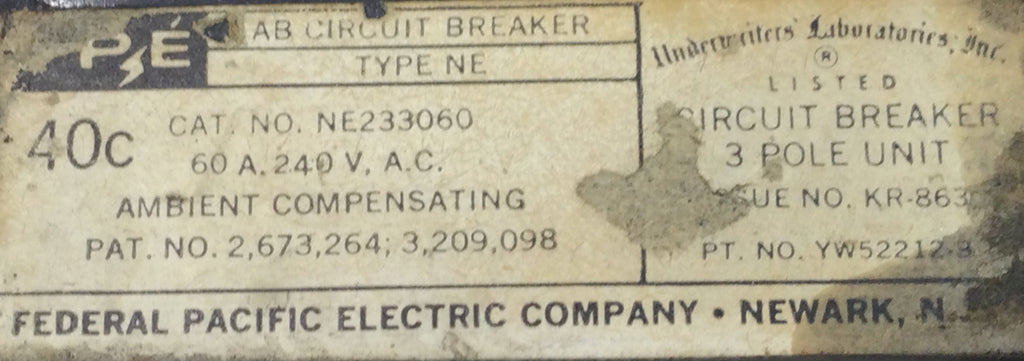 P E AB CIRCUIT BREAKER
TYPE NE
40c
CAT. NO. NE233060
60 A. 240 V, A.C.
AMBIENT COMPENSATING
PAT. NO. 2,673,264; 3,209,098
Underwriters' Laboratories, Inc.
®
LISTED
CIRCUIT BREAKER
3 POLE UNIT
NO. KR-863
PT. NO. YW52212-3
FEDERAL PACIFIC ELECTRIC COMPANY • NEWARK, N.